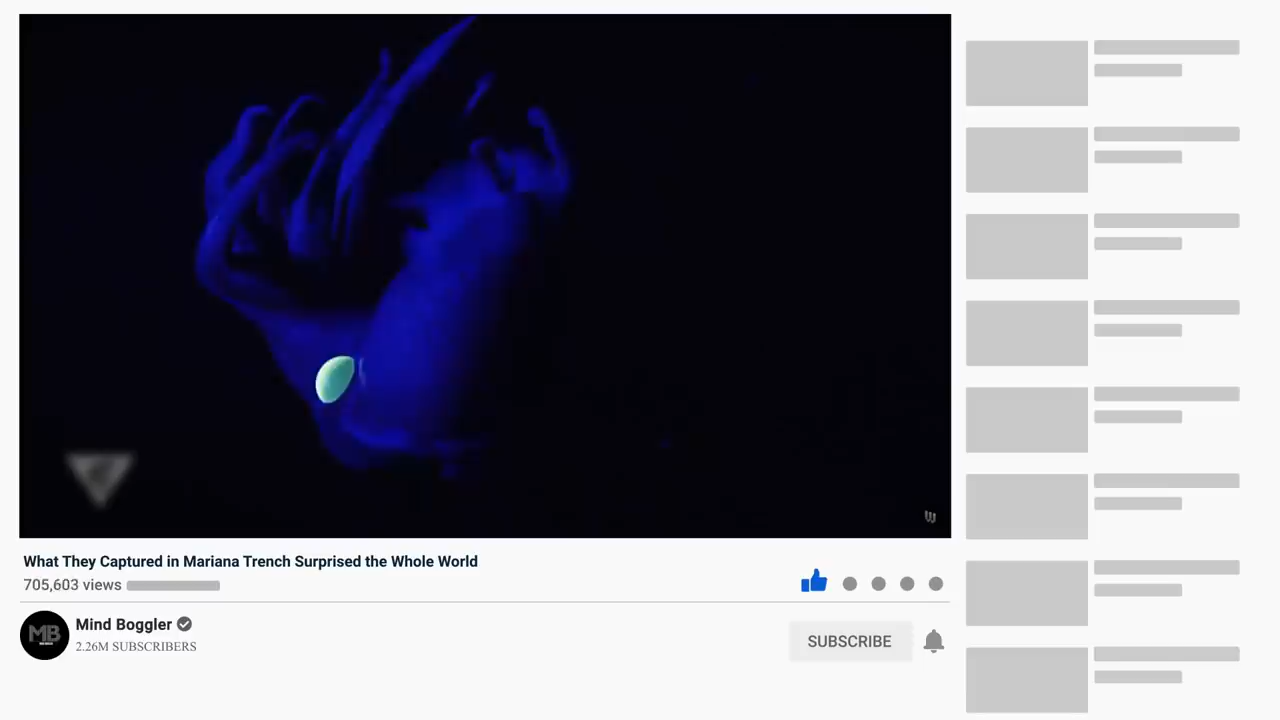 What They Captured in Mariana Trench Surprised the Whole World
705,603 views
MB
Mind Boggler
2.26M SUBSCRIBERS
SUBSCRIBE